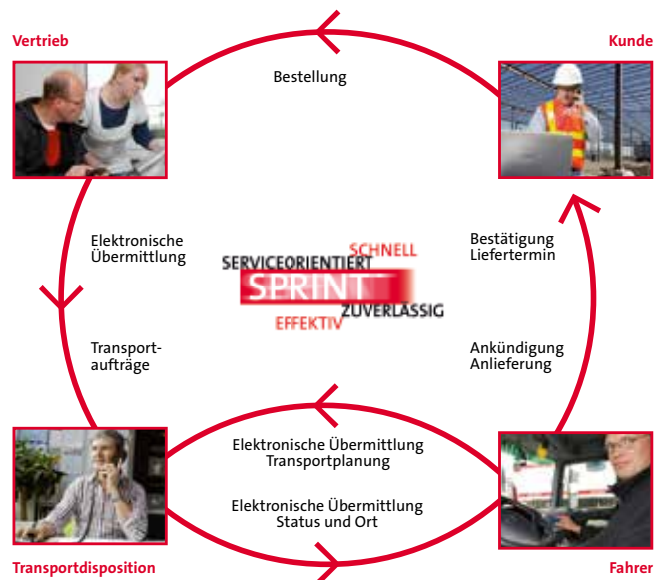 Vertrieb
Kunde
Bestellung
Elektronische
Übermittlung
Bestätigung
Liefertermin
SCHNELL
SERVICEORIENTIERT
SPRINT
ZUVERLÄSSIG
EFFEKTIV
Transport-
aufträge
Ankündigung
Anlieferung
Elektronische Übermittlung
Transportplanung
Elektronische Übermittlung
Status und Ort
Transportdisposition
Fahrer